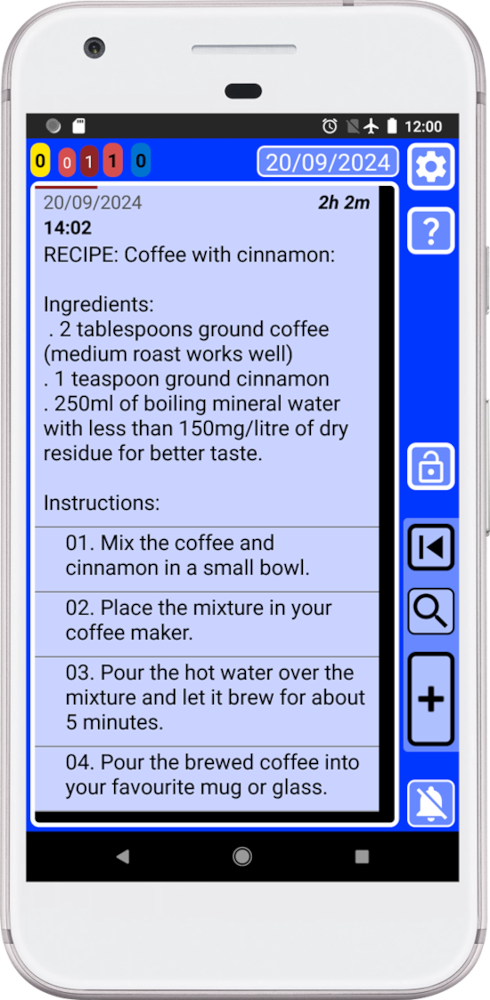 12:00
0 0 1 1 0 20/09/2024
?
20/09/2024 2h 2m
14:02
RECIPE: Coffee with cinnamon:
Ingredients:
. 2 tablespoons ground coffee
(medium roast works well)
. 1 teaspoon ground cinnamon
. 250ml of boiling mineral water
with less than 150mg/litre of dry
residue for better taste.
Instructions:
01. Mix the coffee and
cinnamon in a small bowl.
02. Place the mixture in your
coffee maker.
03. Pour the hot water over the
mixture and let it brew for about
5 minutes.
04. Pour the brewed coffee into
your favourite mug or glass.